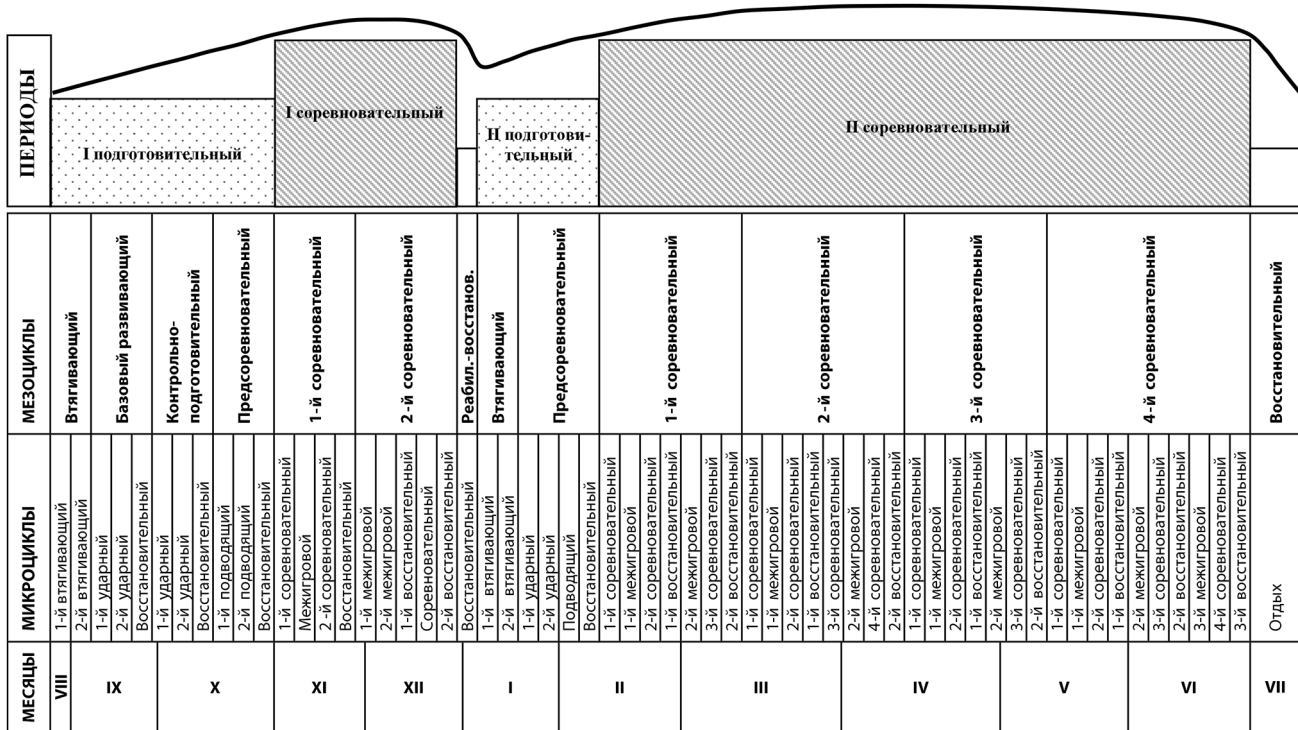 ПЕРИОДЫ
I подготовительный
I соревновательный
II подготови-
тельный
II соревновательный
МЕЗОЦИКЛЫ
Втягивающий
Базовый развивающий
Контрольно-
подготовительный
Предсоревновательный
1-й соревновательный
2-й соревновательный
Реабил.-восстанов.
Втягивающий
Предсоревновательный
1-й соревновательный
2-й соревновательный
3-й соревновательный
4-й соревновательный
Восстановительный
МИКРОЦИКЛЫ
1-й втягивающий
2-й втягивающий
1-й ударный
2-й ударный
Восстановительный
1-й ударный
2-й ударный
Восстановительный
1-й подводящий
2-й подводящий
Восстановительный
1-й соревновательный
Межигровой
2-й соревновательный
Восстановительный
1-й межигровой
2-й межигровой
1-й восстановительный
Соревновательный
2-й восстановительный
Восстановительный
1-й втягивающий
2-й втягивающий
1-й ударный
2-й ударный
Подводящий
Восстановительный
1-й соревновательный
1-й межигровой
2-й соревновательный
1-й восстановительный
2-й межигровой
3-й соревновательный
2-й восстановительный
1-й соревновательный
1-й межигровой
2-й соревновательный
1-й восстановительный
3-й соревновательный
2-й межигровой
4-й соревновательный
2-й восстановительный
1-й соревновательный
1-й межигровой
2-й соревновательный
1-й восстановительный
2-й межигровой
3-й соревновательный
2-й восстановительный
1-й соревновательный
1-й межигровой
2-й соревновательный
1-й восстановительный
2-й межигровой
3-й соревновательный
2-й восстановительный
3-й межигровой
4-й соревновательный
3-й восстановительный
Отдых
МЕСЯЦЫ
VIII
IX
X
XI
XII
I
II
III
IV
V
VI
VII